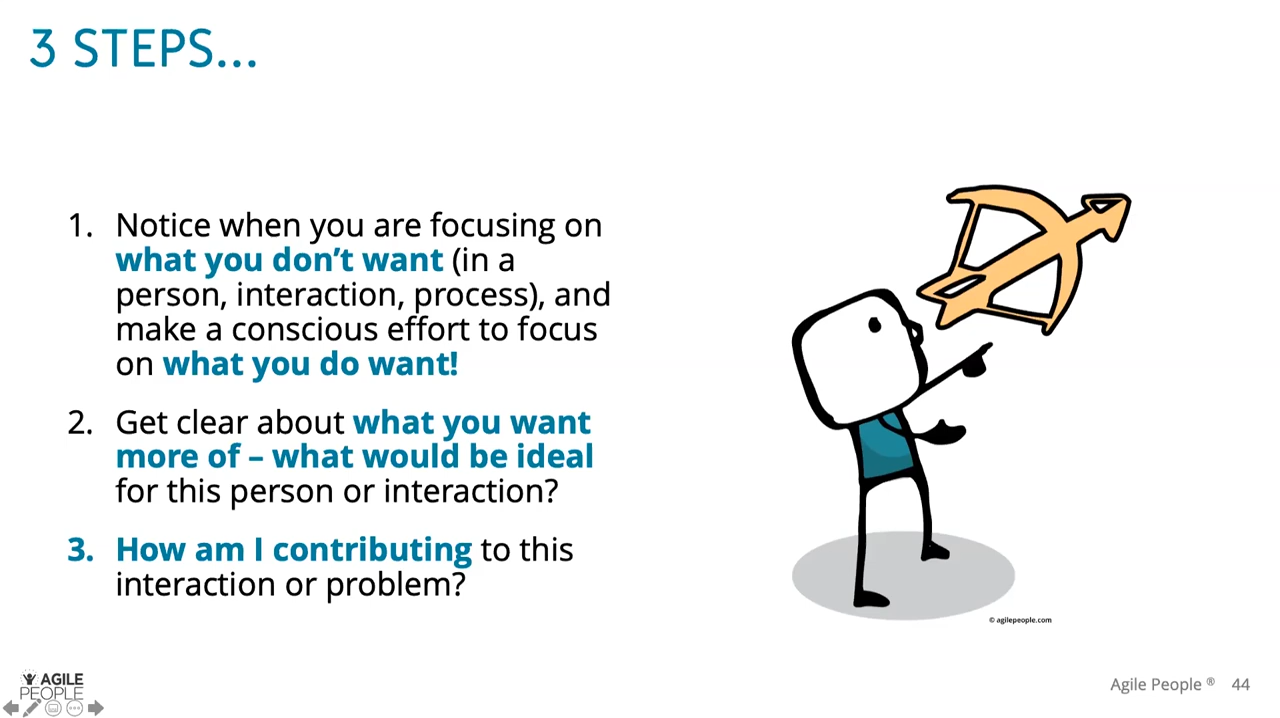 3 STEPS...
1. Notice when you are focusing on
what you don’t want (in a
person, interaction, process), and
make a conscious effort to focus
on what you do want!
2. Get clear about what you want
more of – what would be ideal
for this person or interaction?
3. How am I contributing to this
interaction or problem?
© agilepeople.com
AGILE
PEOPLE
Agile People ® 44